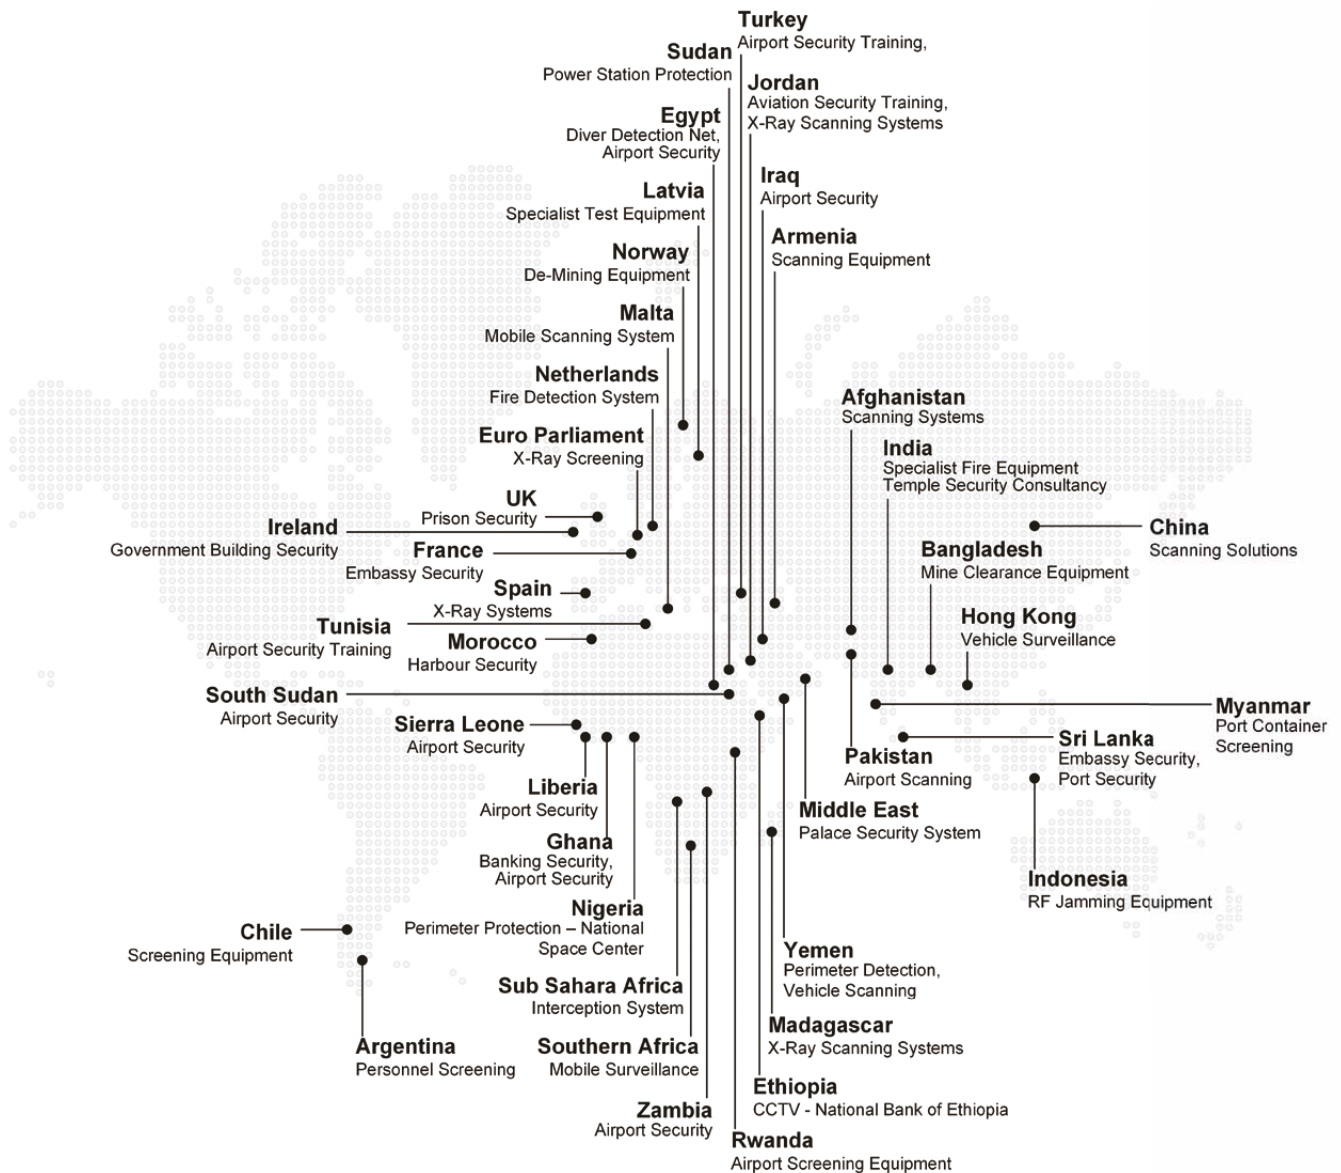 Turkey
Airport Security Training,
Sudan
Power Station Protection
Jordan
Aviation Security Training,
X-Ray Scanning Systems
Egypt
Diver Detection Net,
Airport Security
Iraq
Airport Security
Latvia
Specialist Test Equipment
Armenia
Scanning Equipment
Norway
De-Mining Equipment
Malta
Mobile Scanning System
Netherlands
Fire Detection System
Afghanistan
Scanning Systems
Euro Parliament
X-Ray Screening
India
Specialist Fire Equipment
Temple Security Consultancy
UK
Prison Security
Ireland
Government Building Security
China
Scanning Solutions
France
Embassy Security
Bangladesh
Mine Clearance Equipment
Spain
X-Ray Systems
Hong Kong
Vehicle Surveillance
Tunisia
Airport Security Training
Morocco
Harbour Security
South Sudan
Airport Security
Myanmar
Port Container
Screening
Sierra Leone
Airport Security
Sri Lanka
Embassy Security,
Port Security
Pakistan
Airport Scanning
Liberia
Airport Security
Middle East
Palace Security System
Ghana
Banking Security,
Airport Security
Indonesia
RF Jamming Equipment
Nigeria
Perimeter Protection – National
Space Center
Chile
Screening Equipment
Yemen
Perimeter Detection,
Vehicle Scanning
Sub Sahara Africa
Interception System
Madagascar
X-Ray Scanning Systems
Argentina
Personnel Screening
Southern Africa
Mobile Surveillance
Ethiopia
CCTV - National Bank of Ethiopia
Zambia
Airport Security
Rwanda
Airport Screening Equipment